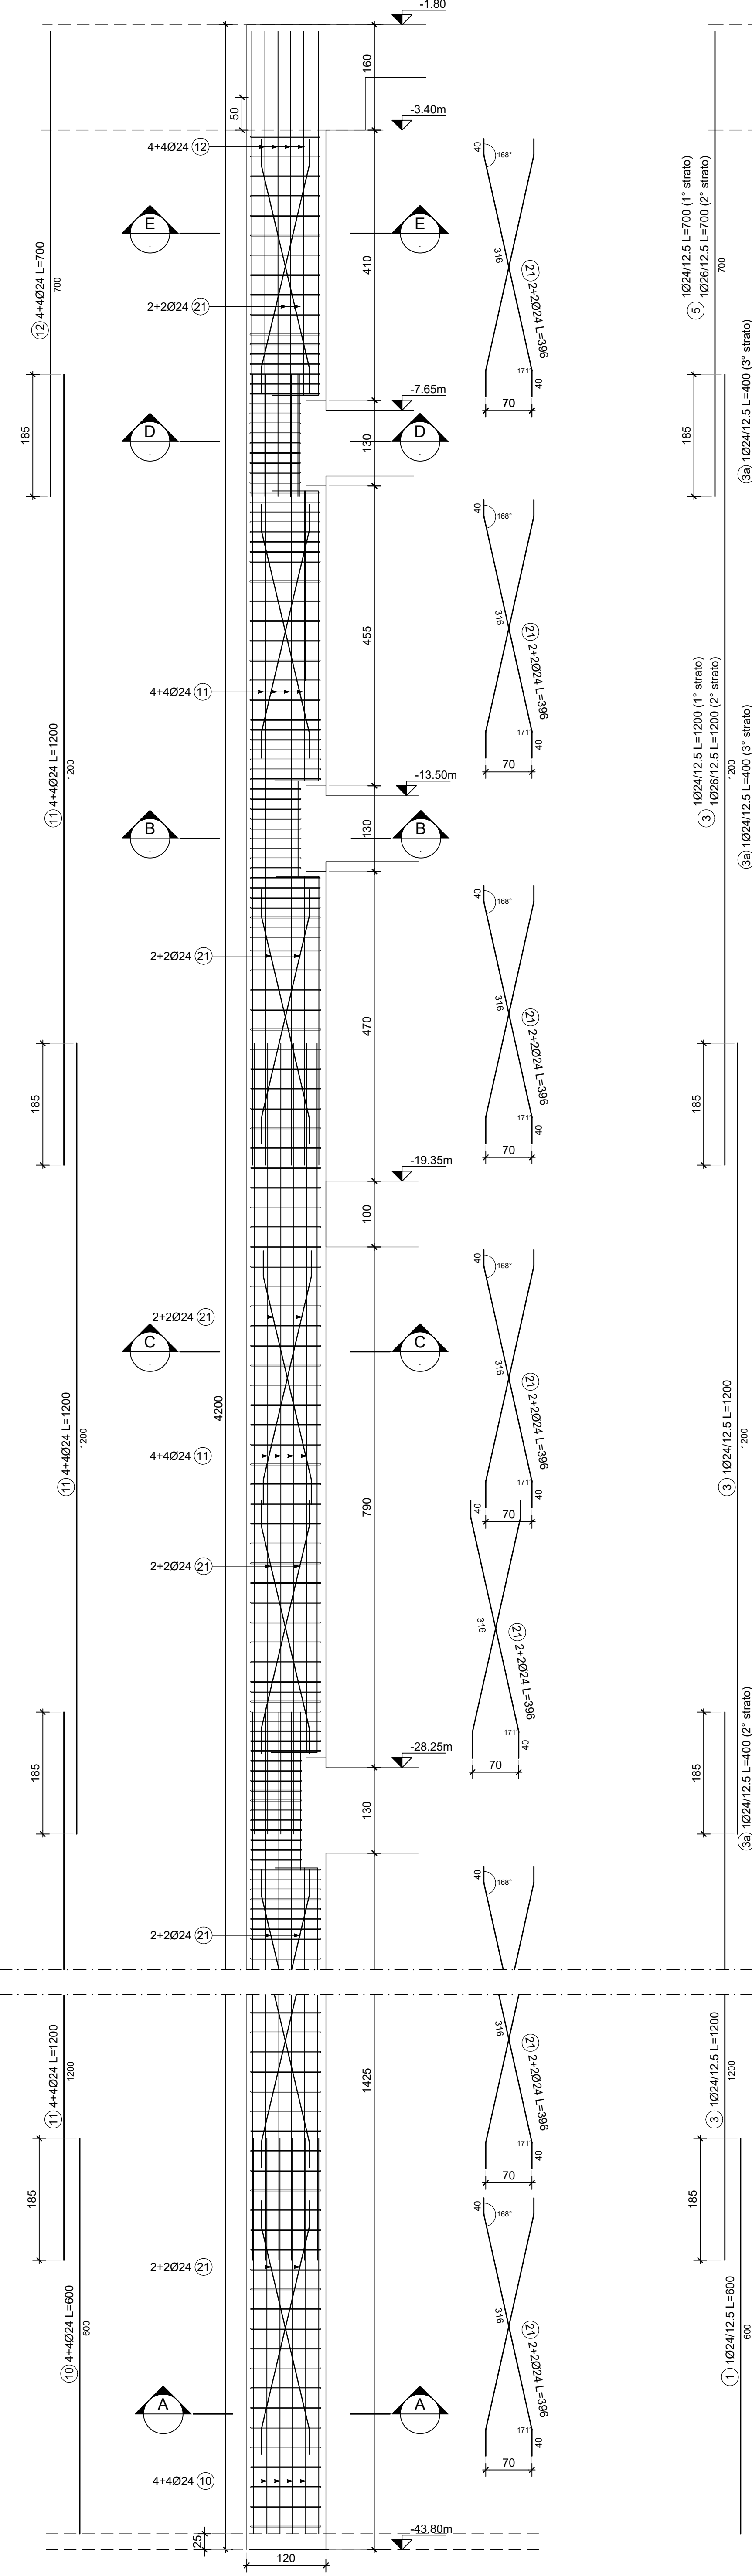 -1.80
160
50
-3.40m
4+4Ø24 12
40
168°
E
E
410
316
21 2+2Ø24 L=396
12 4+4Ø24 L=700
700
2+2Ø24 21
5 1Ø24/12.5 L=700 (1° strato)
1Ø26/12.5 L=700 (2° strato)
700
171°
40
70
-7.65m
185
D
D
130
185
3a 1Ø24/12.5 L=400 (3° strato)
40
168°
316
21 2+2Ø24 L=396
455
4+4Ø24 11
171°
40
70
11 4+4Ø24 L=1200
1200
3 1Ø24/12.5 L=1200 (1° strato)
1Ø26/12.5 L=1200 (2° strato)
1200
3a 1Ø24/12.5 L=400 (3° strato)
-13.50m
B
B
130
40
168°
2+2Ø24 21
316
21 2+2Ø24 L=396
470
185
185
171°
40
70
-19.35m
100
40
168°
2+2Ø24 21
C
C
316
21 2+2Ø24 L=396
4200
11 4+4Ø24 L=1200
1200
3 1Ø24/12.5 L=1200
1200
4+4Ø24 11
790
171°
40
70
40
2+2Ø24 21
316
21 2+2Ø24 L=396
171°
40
70
185
185
-28.25m
130
3a 1Ø24/12.5 L=400 (2° strato)
40
168°
2+2Ø24 21
1425
316
21 2+2Ø24 L=396
11 4+4Ø24 L=1200
1200
3 1Ø24/12.5 L=1200
1200
171°
40
70
185
185
40
168°
2+2Ø24 21
316
21 2+2Ø24 L=396
10 4+4Ø24 L=600
600
1 1Ø24/12.5 L=600
600
A
A
171°
40
70
4+4Ø24 10
-43.80m
25
120